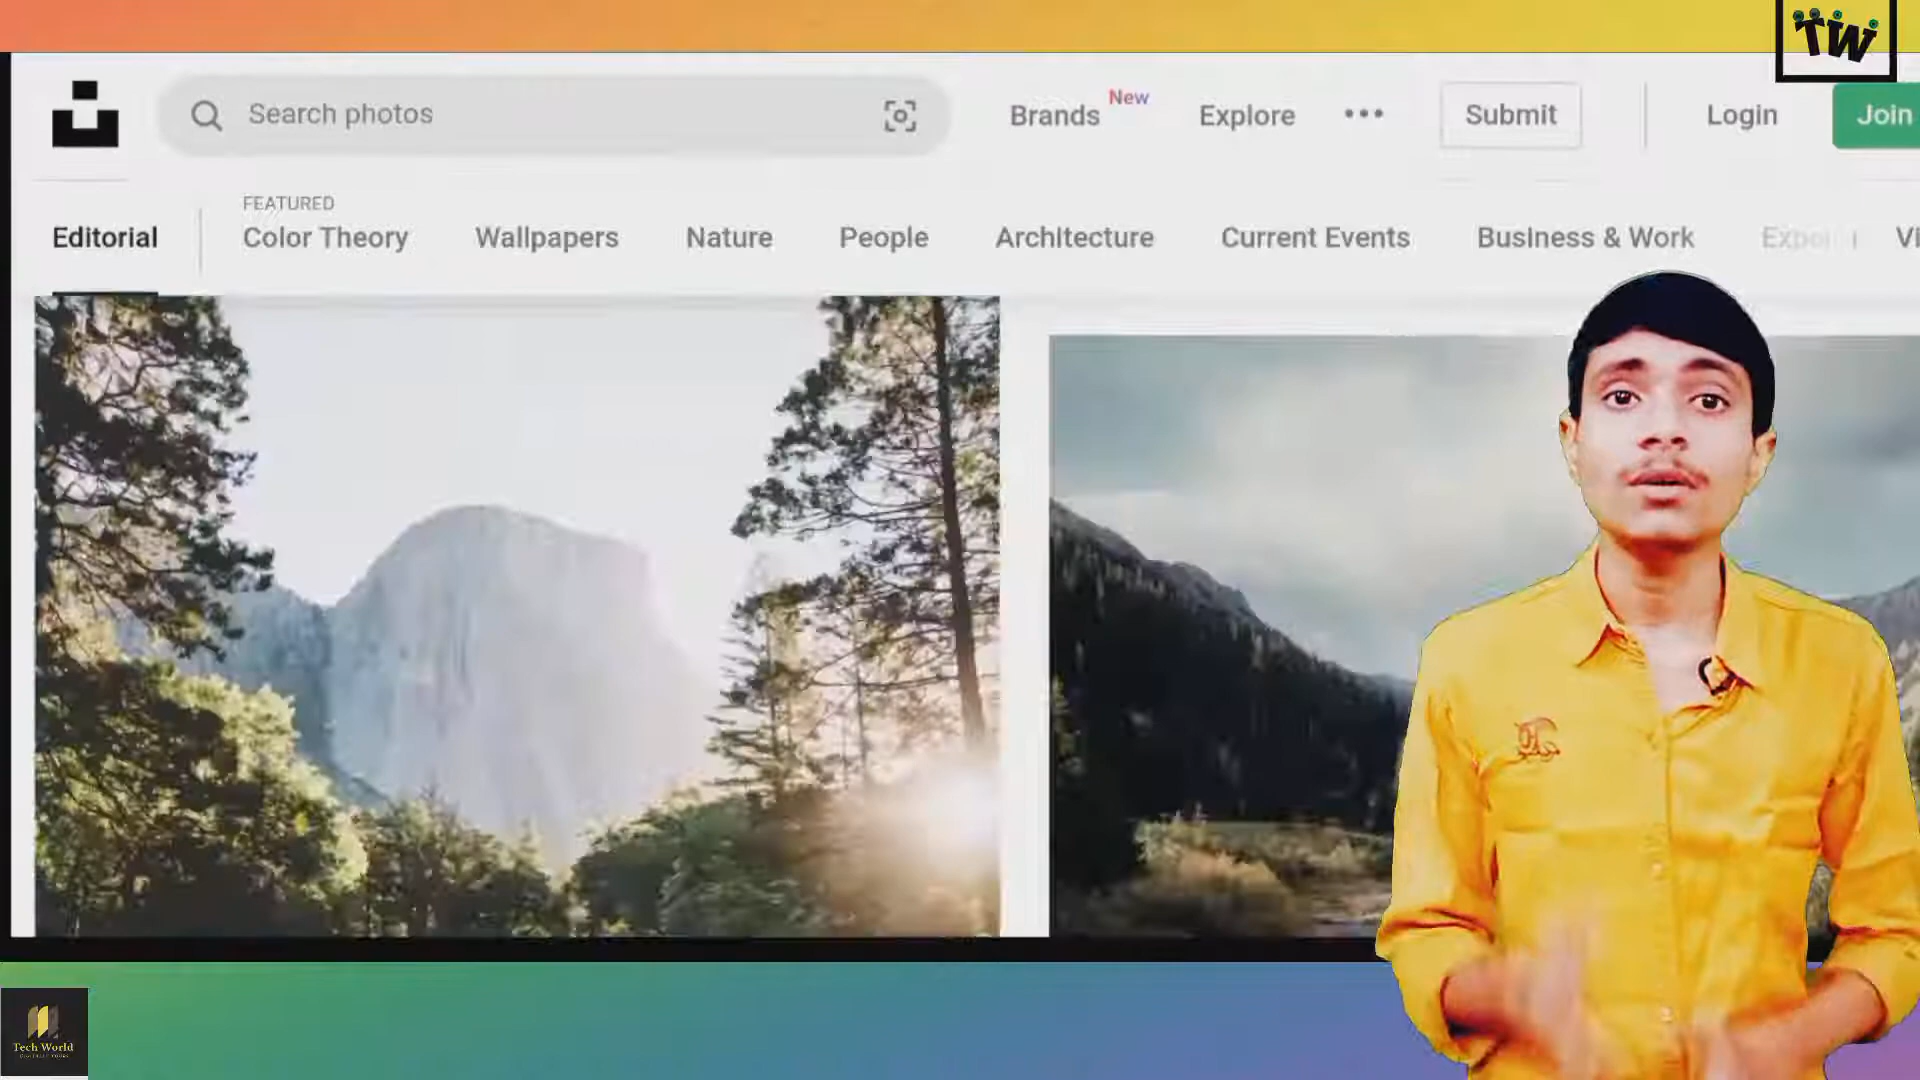 TW
Search photos
Brands New Explore ••• Submit Login Join
FEATURED
Editorial Color Theory Wallpapers Nature People Architecture Current Events Business & Work
Tech World